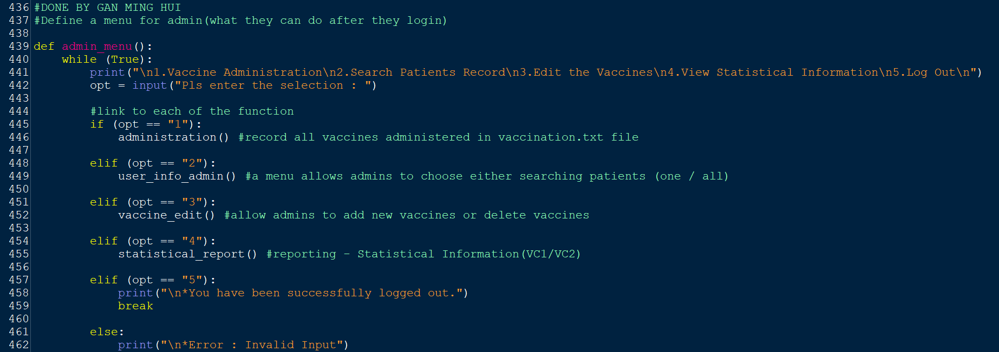 436 #DONE BY GAN MING HUI
437 #Define a menu for admin(what they can do after they login)
438
439 def admin_menu():
440     while (True):
441         print("\n1.Vaccine Administration\n2.Search Patients Record\n3.Edit the Vaccines\n4.View Statistical Information\n5.Log Out\n")
442         opt = input("Pls enter the selection : ")
443
444         #link to each of the function
445         if (opt == "1"):
446             administration() #record all vaccines administered in vaccination.txt file
447
448         elif (opt == "2"):
449             user_info_admin() #a menu allows admins to choose either searching patients (one / all)
450
451         elif (opt == "3"):
452             vaccine_edit() #allow admins to add new vaccines or delete vaccines
453
454         elif (opt == "4"):
455             statistical_report() #reporting - Statistical Information(VC1/VC2)
456
457         elif (opt == "5"):
458             print("\n*You have been successfully logged out.")
459             break
460
461         else:
462             print("\n*Error : Invalid Input")